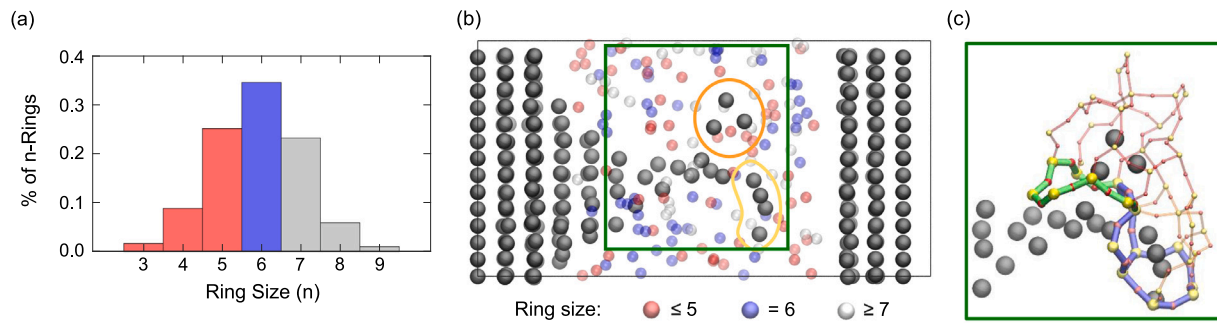 (a)
(b)
(c)
% of n-Rings
0.4
0.3
0.2
0.1
0.0
3 4 5 6 7 8 9
Ring Size (n)
Ring size: ≤ 5 = 6 ≥ 7